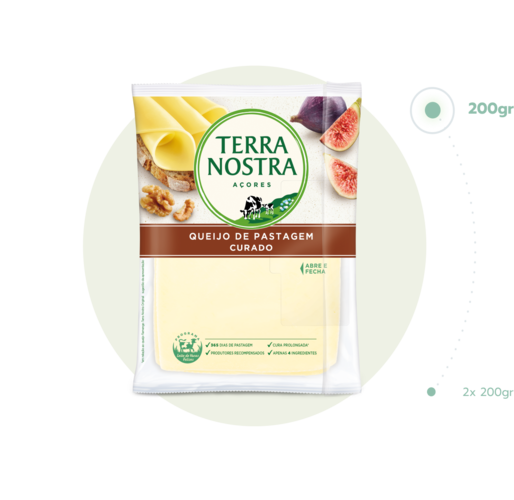 200gr
TERRA
NOSTRA
AÇORES
QUEIJO DE PASTAGEM
CURADO
ABRE E
FECHA
PROGRAMA
365 DIAS DE PASTAGEM
CURA PROLONGADA
PRODUTORES RECOMPENSADOS
APENAS 4 INGREDIENTES
2x 200gr